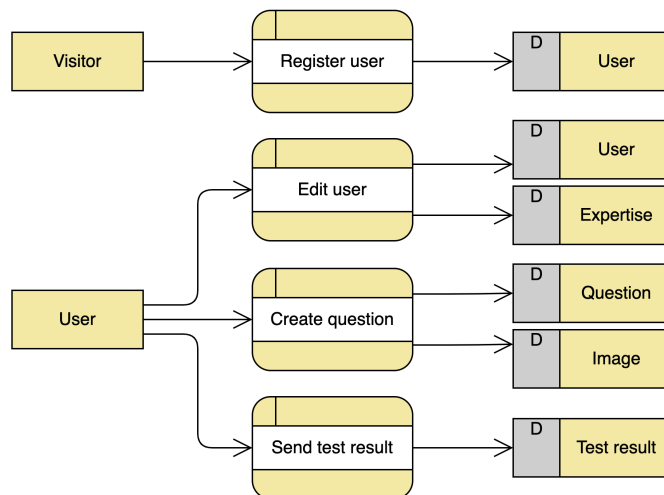 Visitor
Register user
D
User
D
User
Edit user
D
Expertise
D
Question
User
Create question
D
Image
D
Send test result
Test result